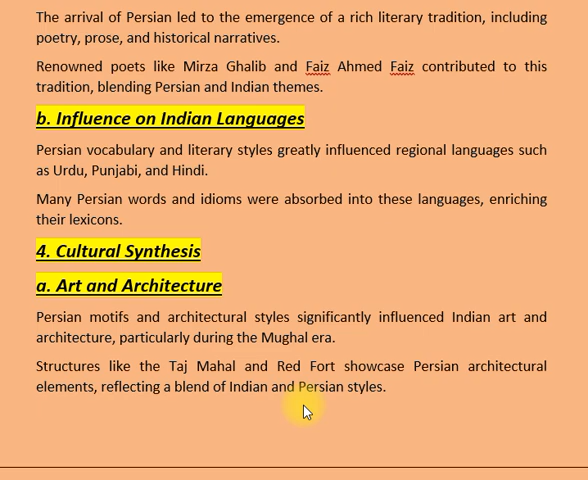 The arrival of Persian led to the emergence of a rich literary tradition, including
poetry, prose, and historical narratives.
Renowned poets like Mirza Ghalib and Faiz Ahmed Faiz contributed to this
tradition, blending Persian and Indian themes.
b. Influence on Indian Languages
Persian vocabulary and literary styles greatly influenced regional languages such
as Urdu, Punjabi, and Hindi.
Many Persian words and idioms were absorbed into these languages, enriching
their lexicons.
4. Cultural Synthesis
a. Art and Architecture
Persian motifs and architectural styles significantly influenced Indian art and
architecture, particularly during the Mughal era.
Structures like the Taj Mahal and Red Fort showcase Persian architectural
elements, reflecting a blend of Indian and Persian styles.